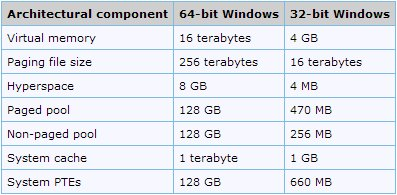 Architectural component 64-bit Windows 32-bit Windows
Virtual memory 16 terabytes 4 GB
Paging file size 256 terabytes 16 terabytes
Hyperspace 8 GB 4 MB
Paged pool 128 GB 470 MB
Non-paged pool 128 GB 256 MB
System cache 1 terabyte 1 GB
System PTEs 128 GB 660 MB